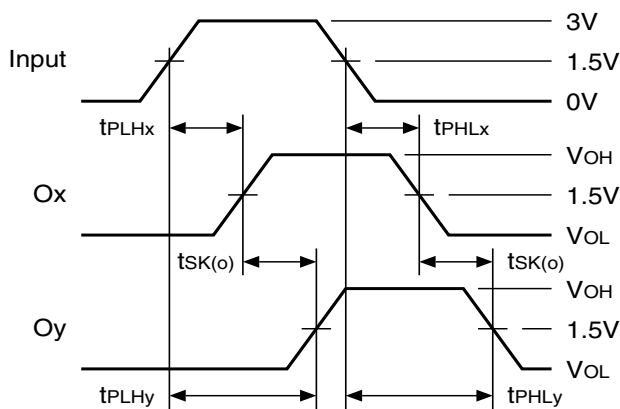 3V
Input
1.5V
0V
tPLHx
tPHLx
VOH
Ox
1.5V
VOL
tSK(o)
tSK(o)
VOH
Oy
1.5V
VOL
tPLHy
tPHLy